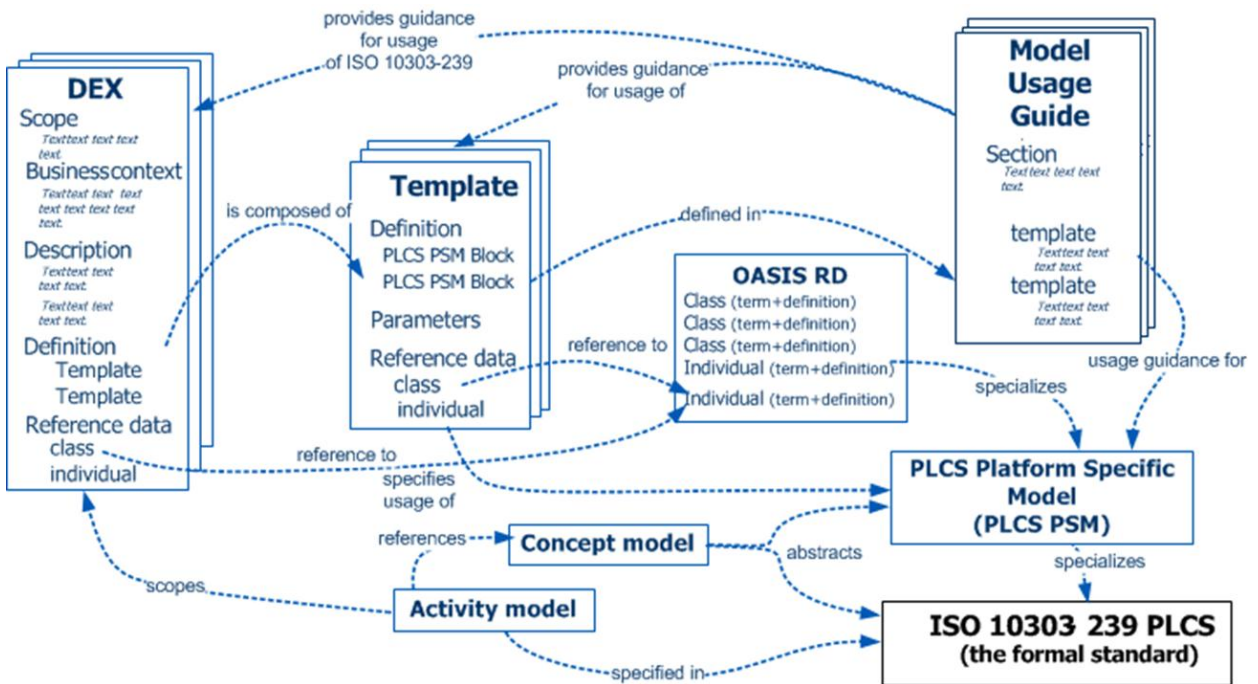 provides guidance
for usage
of ISO 10303-239
provides guidance
for usage of
DEX
Scope
Texttext text text
text.
Businesscontext
Texttext text text
text text text text
text.
Description
Texttext text
text text.
Texttext text
text text.
Definition
Template
Template
Reference data
class
individual
is composed of
Template
Definition
PLCS PSM Block
PLCS PSM Block
Parameters
Reference data
class
individual
defined in
Model
Usage
Guide
Section
Texttext text text
text.
template
Texttext text
text text.
template
Texttext text
text text.
OASIS RD
Class (term+definition)
Class (term+definition)
Class (term+definition)
Individual (term+definition)
Individual (term+definition)
reference to
reference to
specifies
usage of
specializes
usage guidance for
PLCS Platform Specific
Model
(PLCS PSM)
references
Concept model
abstracts
specializes
scopes
Activity model
specified in
ISO 10303-239 PLCS
(the formal standard)